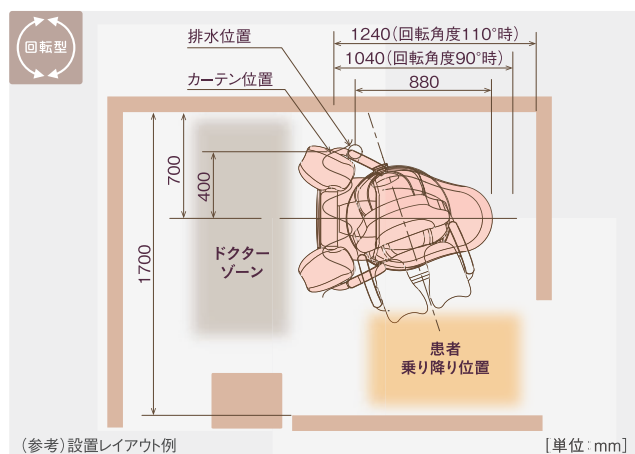 回転型
排水位置
カーテン位置
1240(回転角度110°時)
1040(回転角度90°時)
880
700
400
1700
ドクター
ゾーン
患者
乗り降り位置
(参考)設置レイアウト例
[単位:mm]